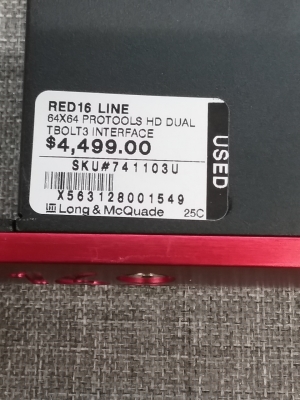 RED16 LINE
64X64 PROTOOLS HD DUAL
TBOLT3 INTERFACE
$4,499.00
SKU#741103U
X563128001549
Long & McQuade 25C
USED